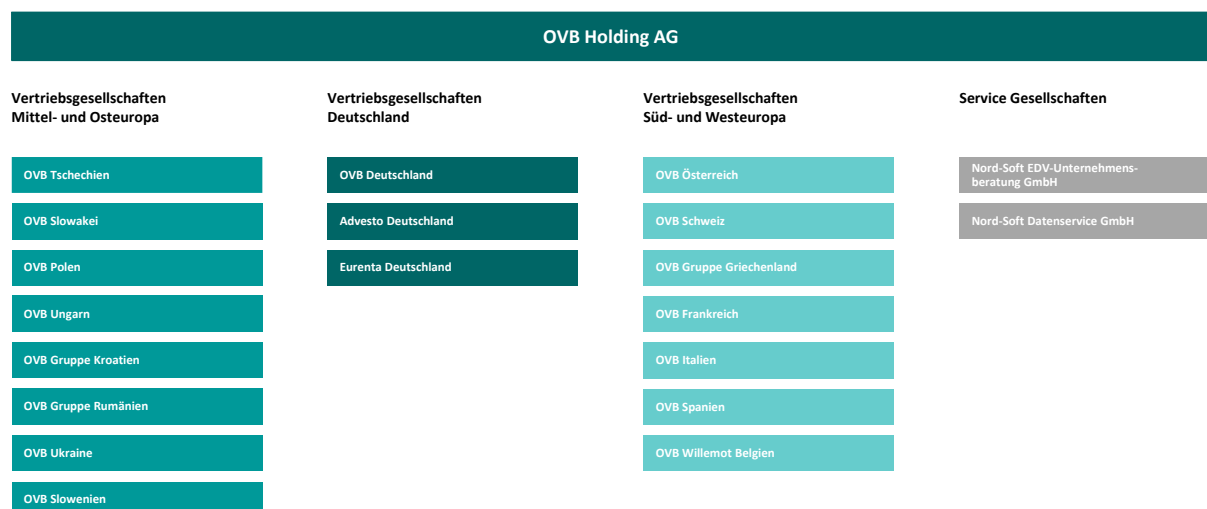 OVB Holding AG
Vertriebsgesellschaften
Mittel- und Osteuropa
OVB Tschechien
OVB Slowakei
OVB Polen
OVB Ungarn
OVB Gruppe Kroatien
OVB Gruppe Rumänien
OVB Ukraine
OVB Slowenien
Vertriebsgesellschaften
Deutschland
OVB Deutschland
Advesto Deutschland
Eurenta Deutschland
Vertriebsgesellschaften
Süd- und Westeuropa
OVB Österreich
OVB Schweiz
OVB Gruppe Griechenland
OVB Frankreich
OVB Italien
OVB Spanien
OVB Willemot Belgien
Service Gesellschaften
Nord-Soft EDV-Unternehmens-
beratung GmbH
Nord-Soft Datenservice GmbH